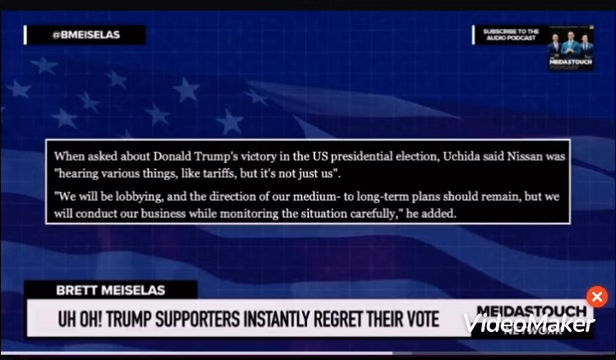 @BMEISELAS
SUBSCRIBE TO THE
AUDIO PODCAST
MEIDASTOUCH
When asked about Donald Trump's victory in the US presidential election, Uchida said Nissan was
"hearing various things, like tariffs, but it's not just us".
"We will be lobbying, and the direction of our medium- to long-term plans should remain, but we
will conduct our business while monitoring the situation carefully," he added.
BRETT MEISELAS
UH OH! TRUMP SUPPORTERS INSTANTLY REGRET THEIR VOTE
MEIDASTOUCH
NETWORK
VideoMaker